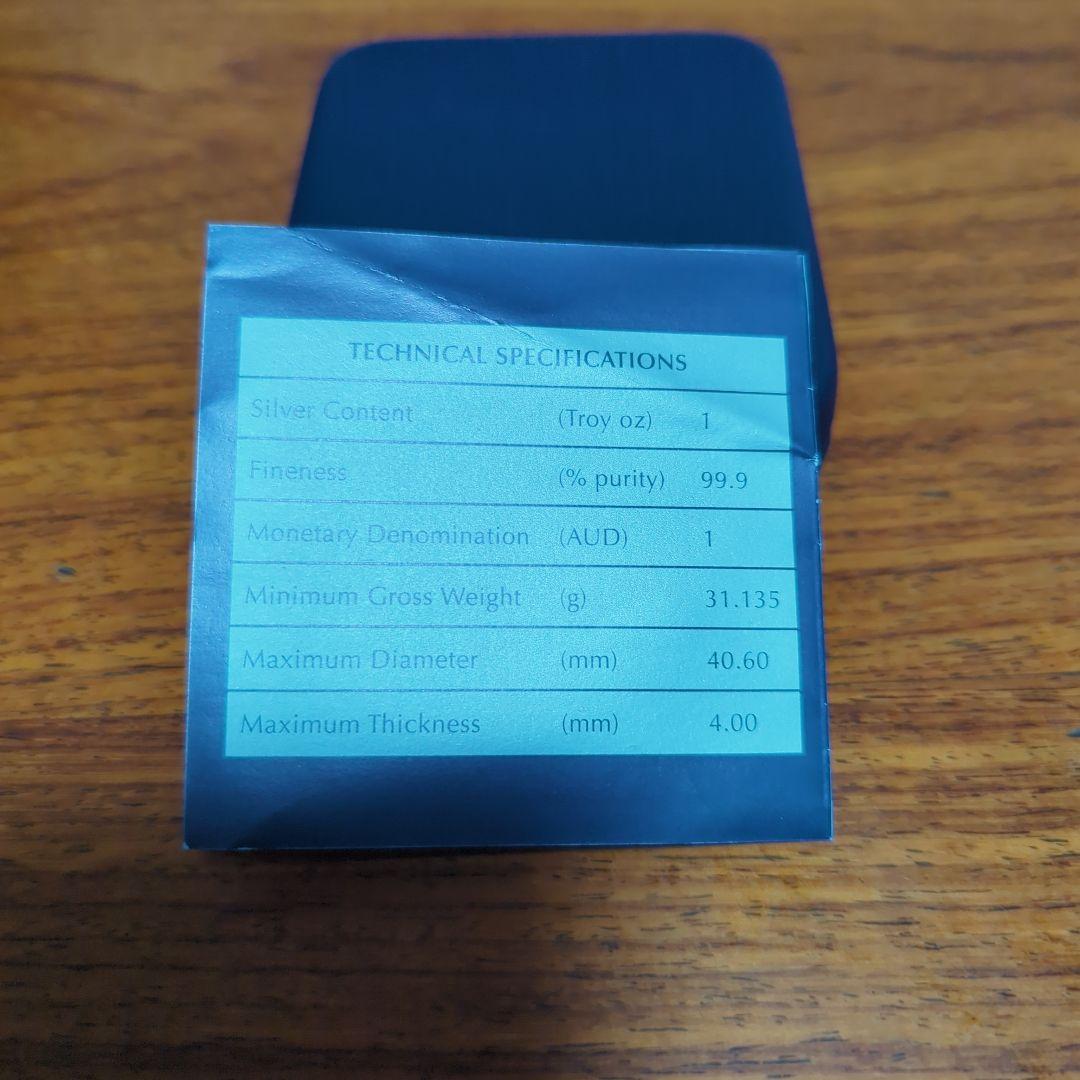 TECHNICAL SPECIFICATIONS
Silver Content (Troy oz) 1
Fineness (% purity) 99.9
Monetary Denomination (AUD) 1
Minimum Gross Weight (g) 31.135
Maximum Diameter (mm) 40.60
Maximum Thickness (mm) 4.00